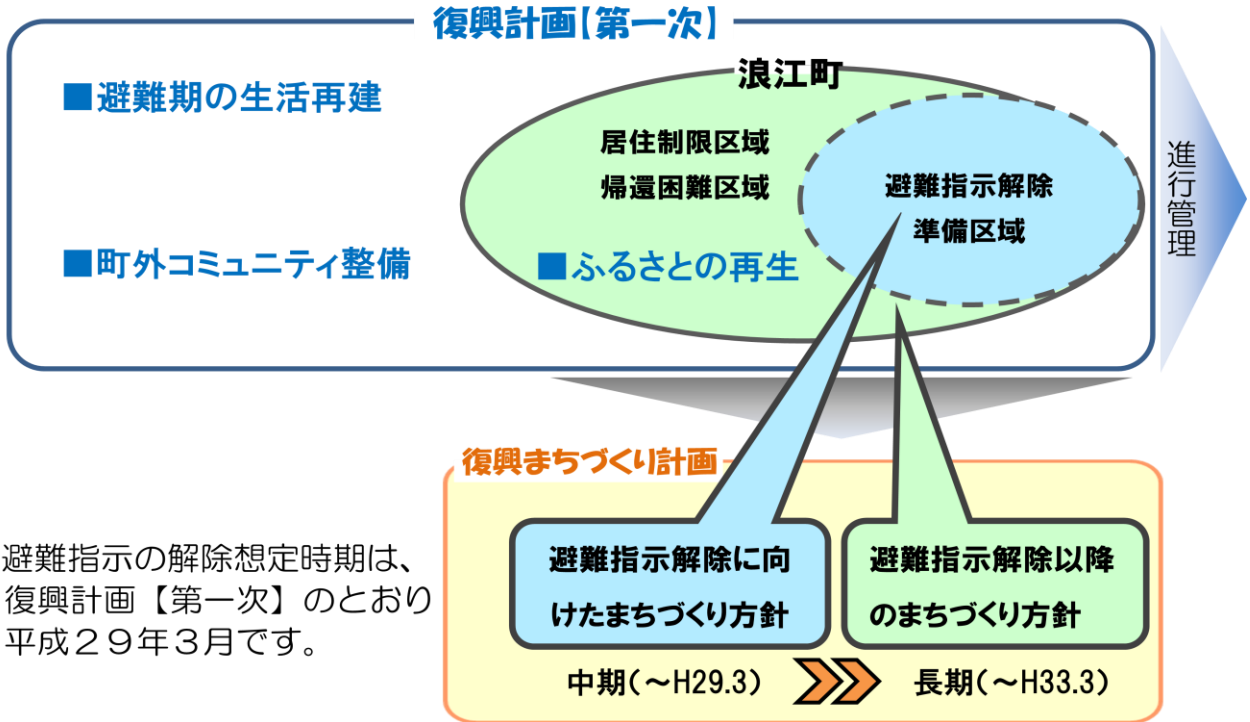 復興計画【第一次】
浪江町
■避難期の生活再建
居住制限区域
帰還困難区域
避難指示解除
準備区域
■町外コミュニティ整備
■ふるさとの再生
進行管理
復興まちづくり計画
避難指示の解除想定時期は、
復興計画【第一次】のとおり
平成２９年３月です。
避難指示解除に向
けたまちづくり方針
避難指示解除以降
のまちづくり方針
中期(～H29.3)
長期(～H33.3)